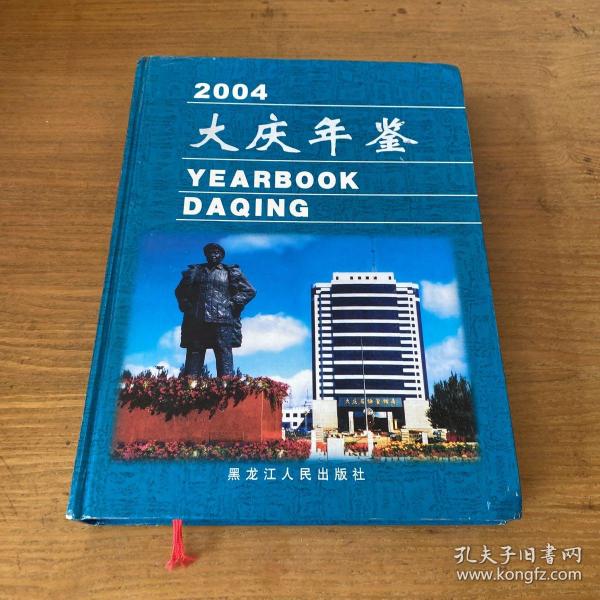 2004
大庆年鉴
YEARBOOK
DAQING
黑龙江人民出版社
孔夫子旧书网
www.kongfz.com